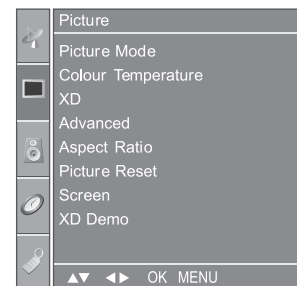 Picture
Picture Mode
Colour Temperature
XD
Advanced
Aspect Ratio
Picture Reset
Screen
XD Demo
▲▼ ◀▶ OK MENU